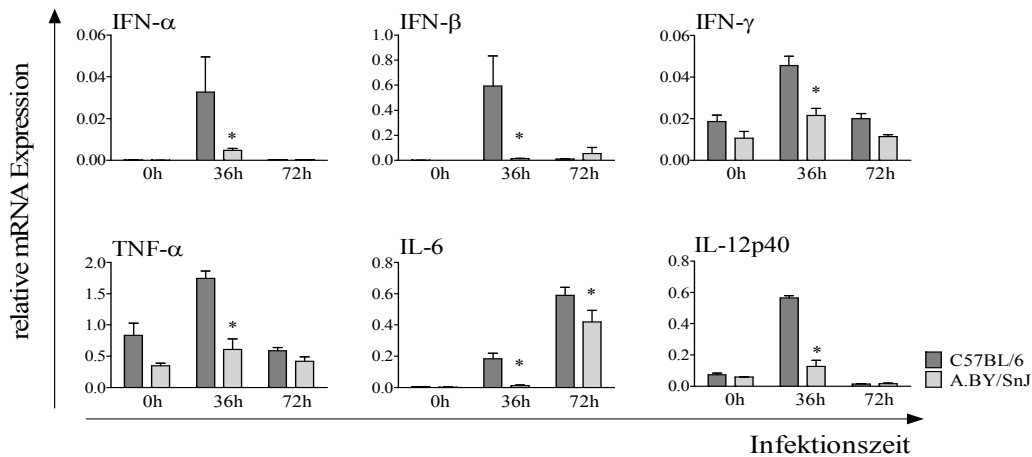 relative mRNA Expression
IFN-α
0.06
0.04
0.02
0.00
0h
36h
72h
*
IFN-β
1.0
0.8
0.6
0.4
0.2
0.0
0h
36h
72h
*
IFN-γ
0.06
0.04
0.02
0.00
0h
36h
72h
*
TNF-α
2.0
1.5
1.0
0.5
0.0
0h
36h
72h
*
IL-6
0.8
0.6
0.4
0.2
0.0
0h
36h
72h
*
*
IL-12p40
0.8
0.6
0.4
0.2
0.0
0h
36h
72h
*
C57BL/6
A.BY/SnJ
Infektionszeit